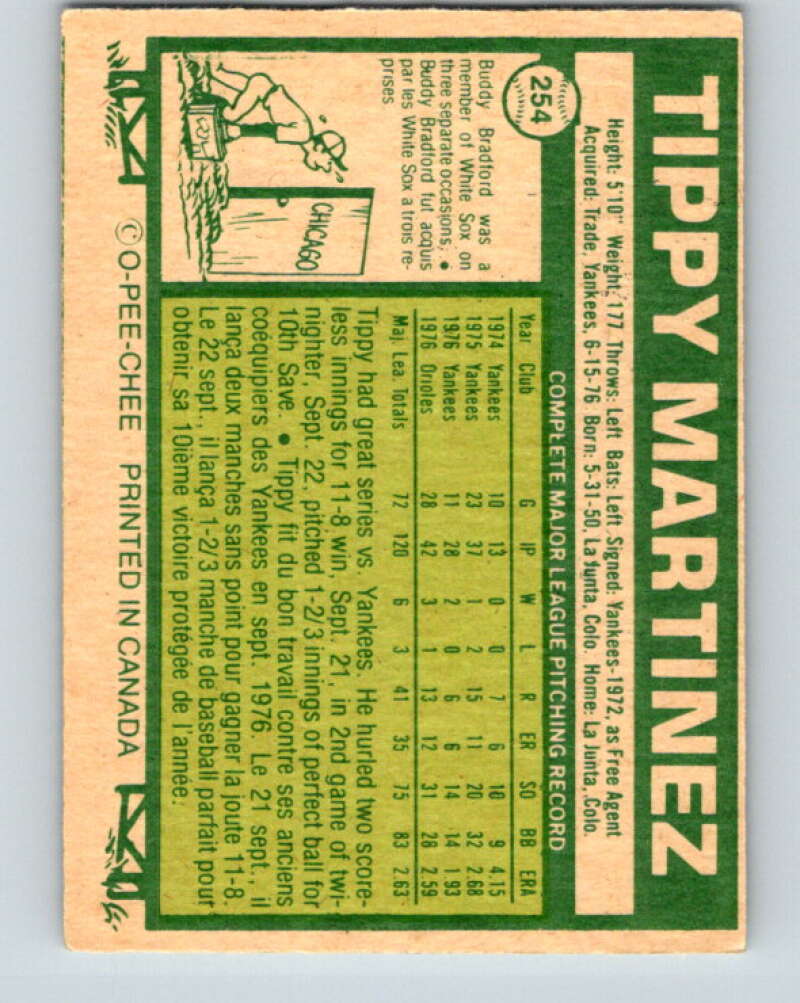 TIPPY MARTINEZ
254
Height: 5'10" Weight: 177 Throws: Left Bats: Left Signed: Yankees-1972, as Free Agent
Acquired: Trade, Yankees, 6-15-76 Born: 5-31-50, La Junta, Colo. Home: La Junta, Colo.
COMPLETE MAJOR LEAGUE PITCHING RECORD
Year Club G IP W L R ER SO BB ERA
1974 Yankees 10 13 0 0 7 6 10 9 4.15
1975 Yankees 23 37 1 2 15 11 20 32 2.68
1976 Yankees 11 28 2 0 6 6 14 14 1.93
1976 Orioles 28 42 3 1 13 12 31 28 2.59
Maj. Lea. Totals 72 120 6 3 41 35 75 83 2.63
Tippy had great series vs. Yankees. He hurled two score-
less innings for 11-8 win, Sept. 21, in 2nd game of twi-
nighter, Sept. 22, pitched 1-2/3 innings of perfect ball for
10th Save. • Tippy fit du bon travail contre ses anciens
coéquipiers des Yankees en sept. 1976. Le 21 sept., il
lança deux manches sans point pour gagner la joute 11-8.
Le 22 sept., il lança 1-2/3 manche de baseball parfait pour
obtenir sa 10ième victoire protégée de l'année.
Buddy Bradford was a
member of White Sox on
three separate occasions. •
Buddy Bradford fut acquis
par les White Sox a trois re-
prises
CHICAGO
© O-PEE-CHEE PRINTED IN CANADA